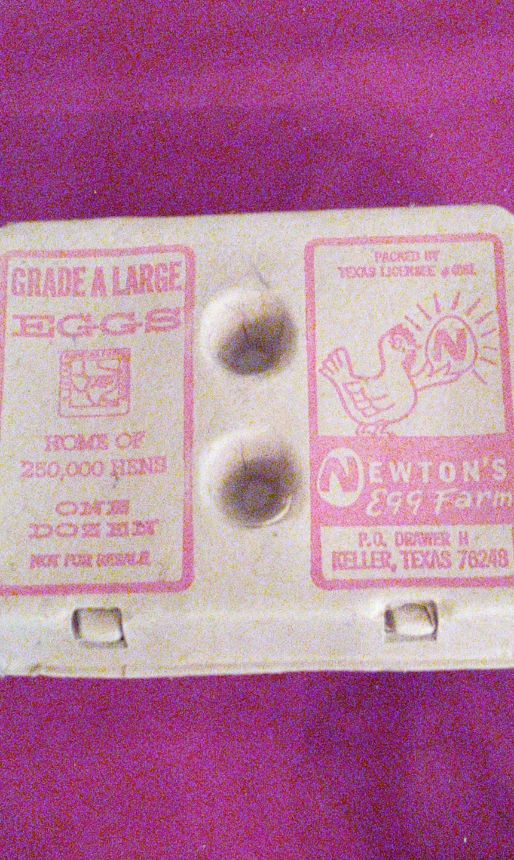 GRADE A LARGE
EGGS
HOME OF
250,000 HENS
ONE
DOZEN
NOT FOR RESALE
PACKED BY
TEXAS LICENSEE
N
NEWTON'S
Egg Farm
P.O. DRAWER H
KELLER, TEXAS 76248